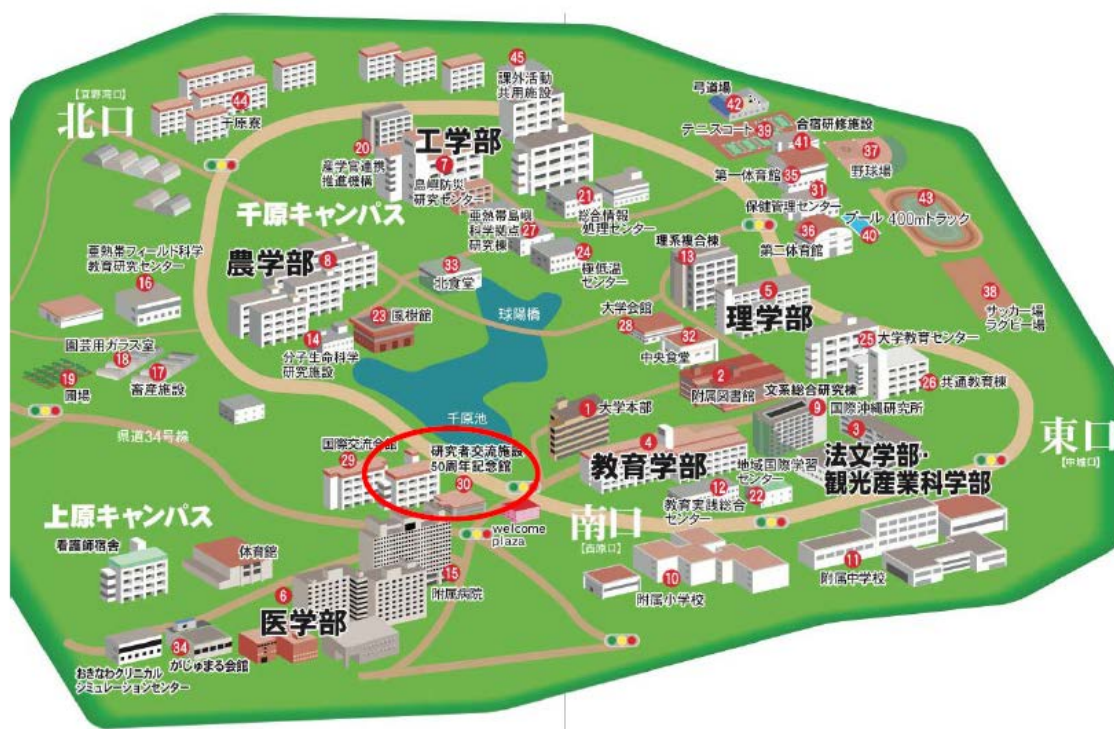 45
課外活動
共用施設
【宜野湾口】
北口
44
千原寮
弓道場
42
テニスコート
39
合宿研修施設
41
37
野球場
20
産学官連携
推進機構
工学部
7
島嶼防災
研究センター
第一体育館
35
31
保健管理センター
43
プール
40
400mトラック
36
第二体育館
千原キャンパス
亜熱帯島嶼
科学拠点
研究棟
27
21
総合情報
処理センター
24
極低温
センター
理系複合棟
13
亜熱帯フィールド科学
教育研究センター
16
農学部
8
33
北食堂
5
理学部
38
サッカー場
ラグビー場
球陽橋
大学会館
28
32
中央食堂
23
風樹館
14
分子生命科学
研究施設
25
大学教育センター
26
共通教育棟
園芸用ガラス室
18
17
畜産施設
19
圃場
2
附属図書館
文系総合研究棟
9
国際沖縄研究所
3
1
大学本部
県道34号線
千原池
東口
【中城口】
4
教育学部
地域国際学習
センター
22
法文学部・
観光産業科学部
国際交流会館
29
研究者交流施設
50周年記念館
30
12
教育実践総合
センター
南口
【西原口】
welcome
plaza
上原キャンパス
看護師宿舎
体育館
15
附属病院
10
附属小学校
11
附属中学校
6
医学部
34
がじゅまる会館
おきなわクリニカル
シミュレーションセンター